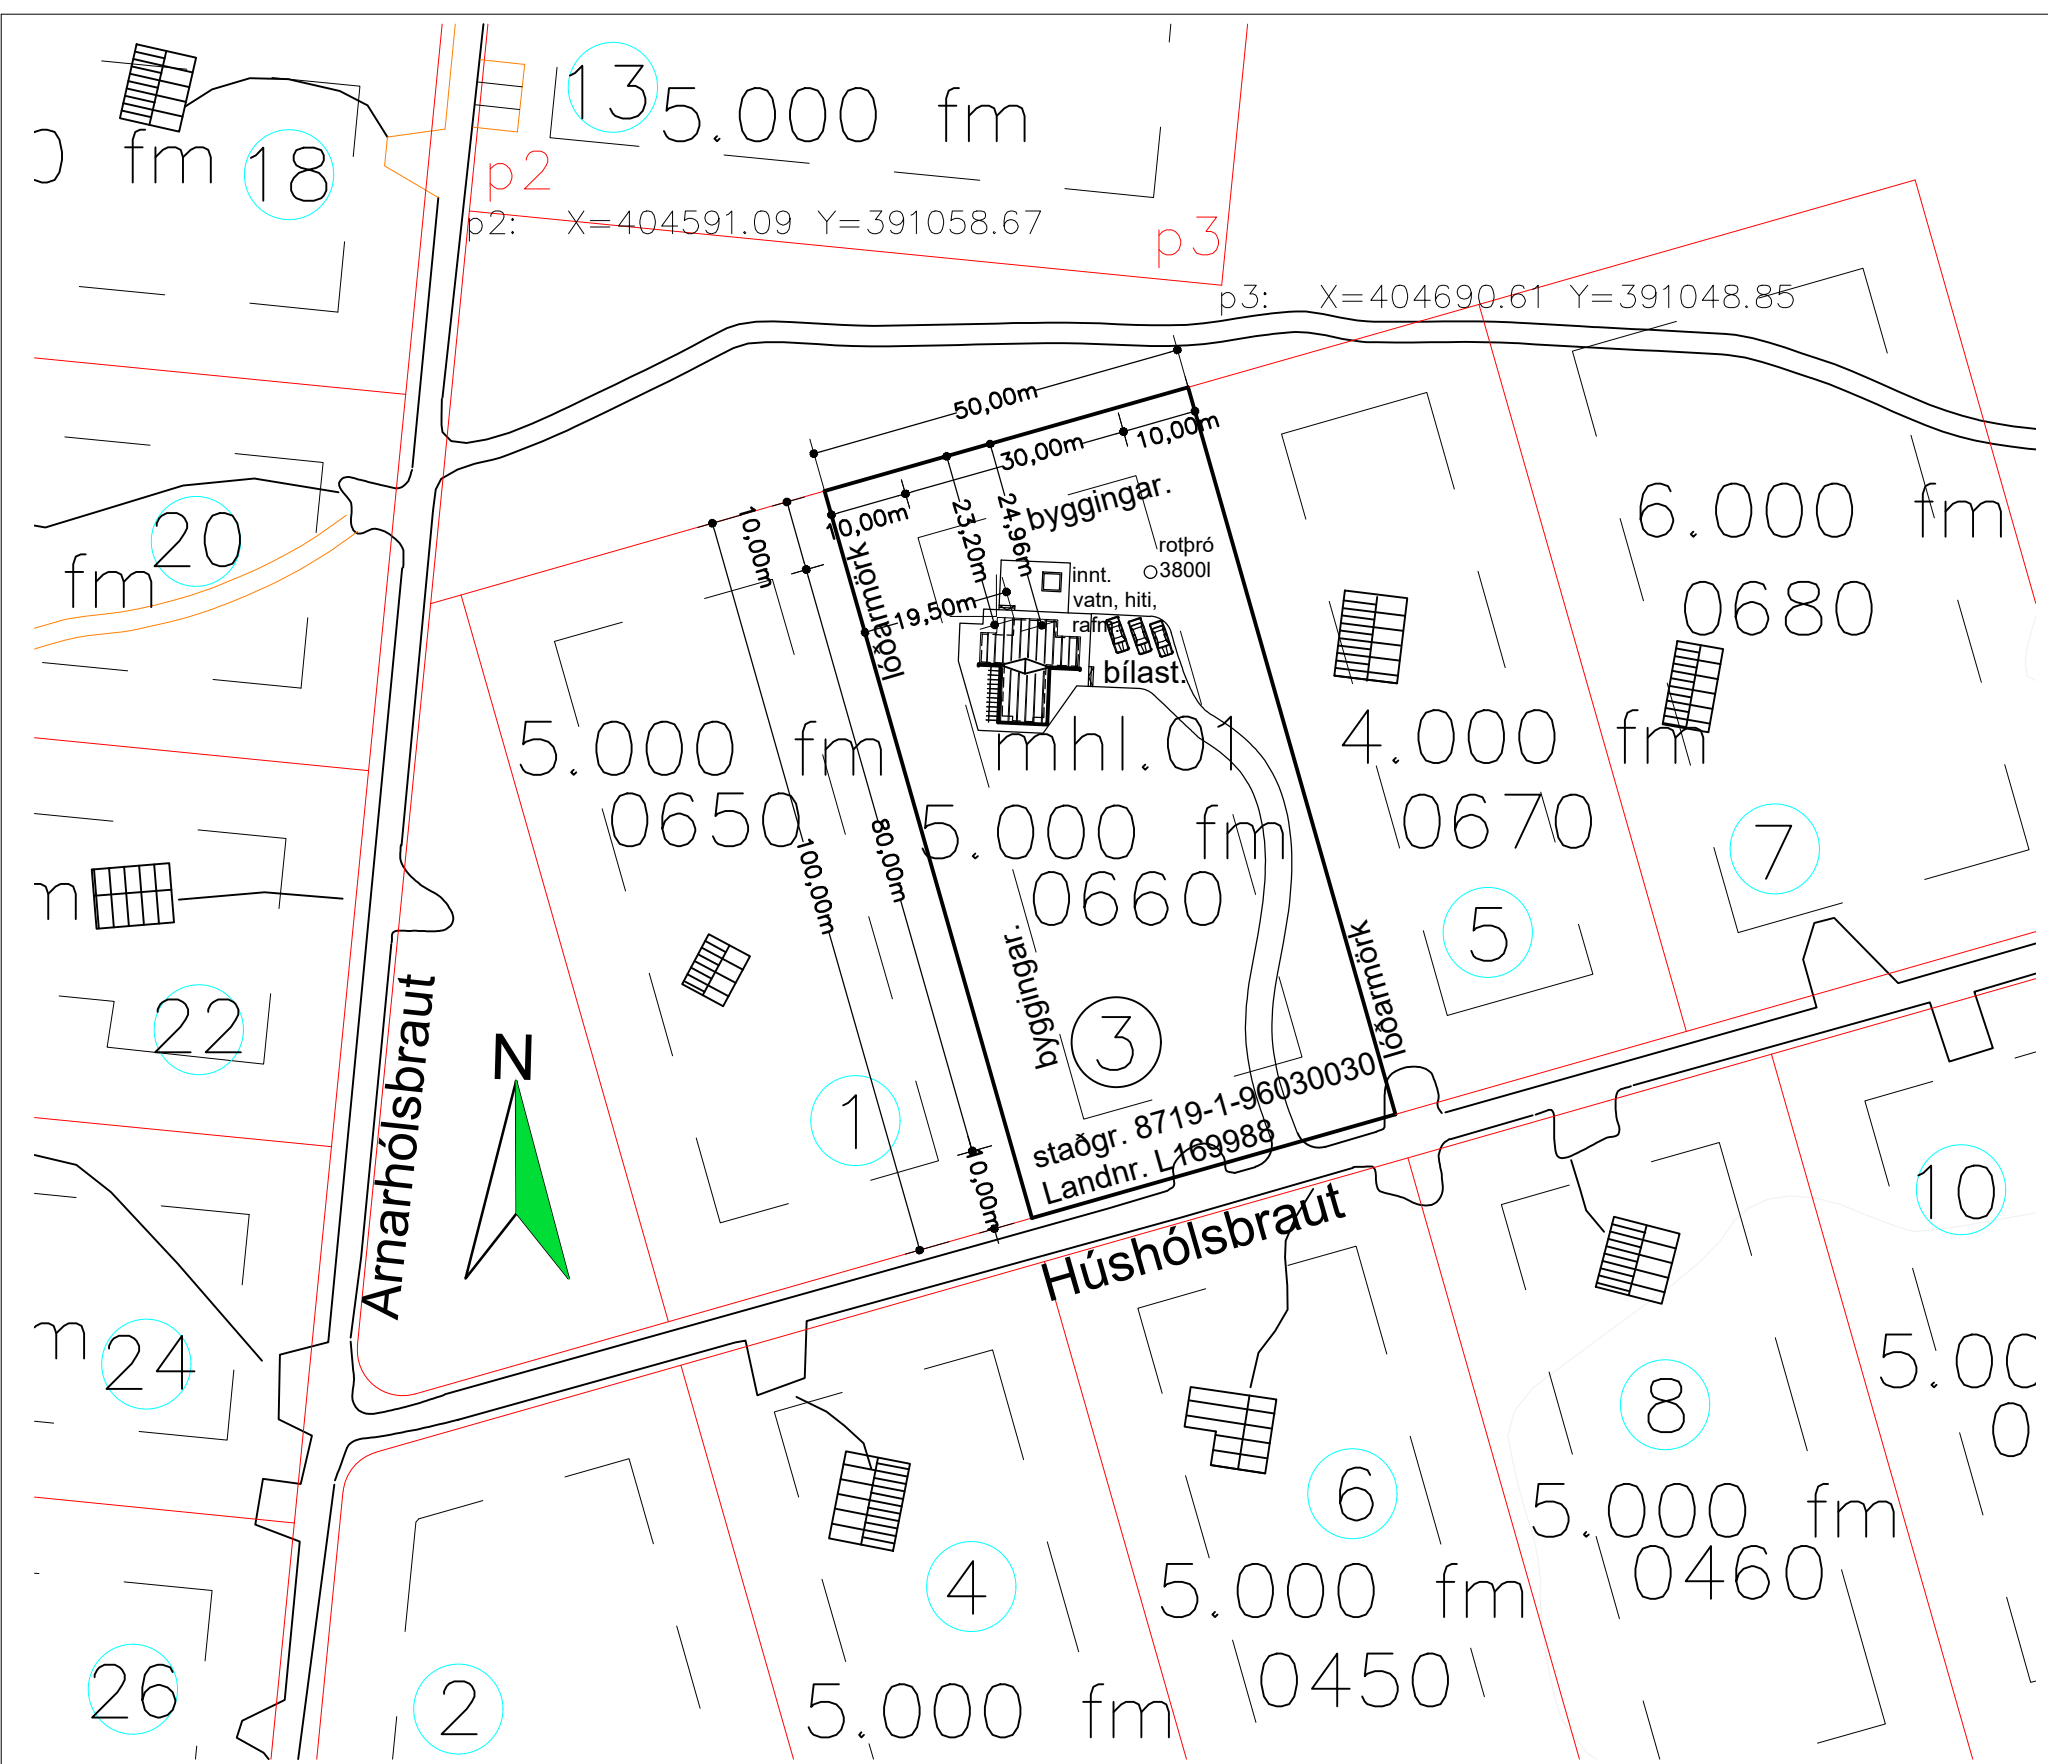 13
5.000 fm
0 fm
18
p2
p2: X=404591.09 Y=391058.67
p3
p3: X=404690.61 Y=391048.85
50,00m
30,00m
10,00m
10,00m
10,00m
23,20m
24,96m
byggingar.
rotþró
3800l
innt.
vatn, hiti,
rafm.
19,50m
lóðarmörk
bílast.
20
fm
6.000 fm
0680
5.000 fm
0650
mhl.01
5.000 fm
0660
4.000 fm
0670
7
5
80,00m
100,00m
byggingar.
lóðarmörk
3
1
m
22
Arnarhólsbraut
N
staðgr. 8719-1-96030030
Landnr. L169988
10,00m
Húshólsbraut
10
m
24
8
5.00
0
6
5.000 fm
0460
4
5.000 fm
0450
26
2
5.000 fm